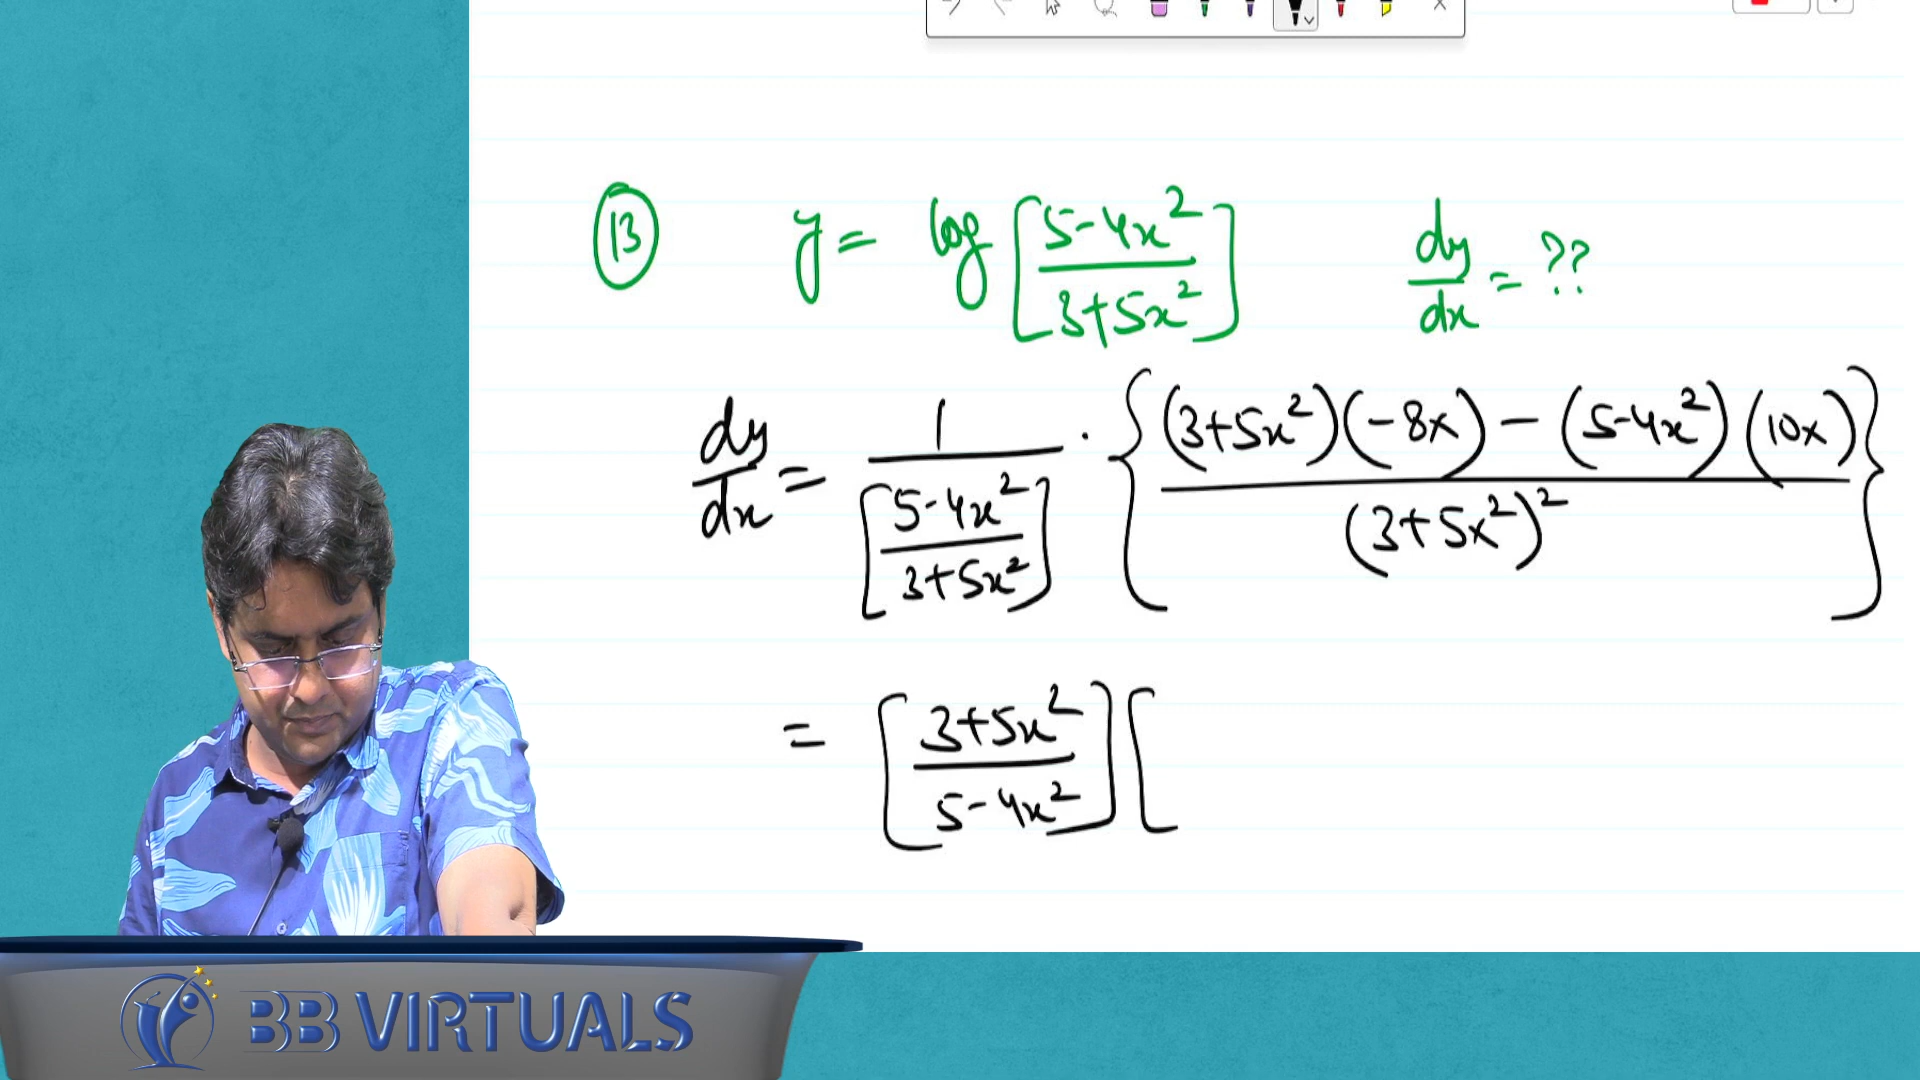 (13) y = log [ (5-4x²) / (3+5x²) ] dy/dx = ??
dy/dx = 1 / [ (5-4x²) / (3+5x²) ] · { ( (3+5x²)(-8x) - (5-4x²)(10x) ) / (3+5x²)² }
= [ (3+5x²) / (5-4x²) ] [
BB VIRTUALS